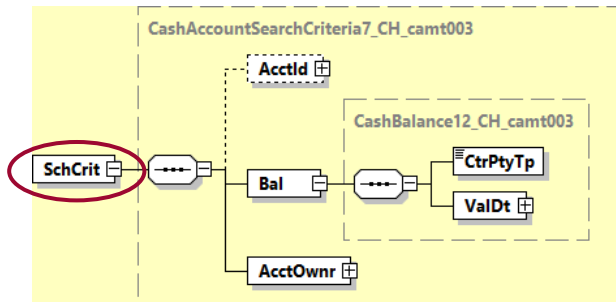 CashAccountSearchCriteria7_CH_camt003
AcctId
CashBalance12_CH_camt003
SchCrit
Bal
CtrPtyTp
ValDt
AcctOwnr